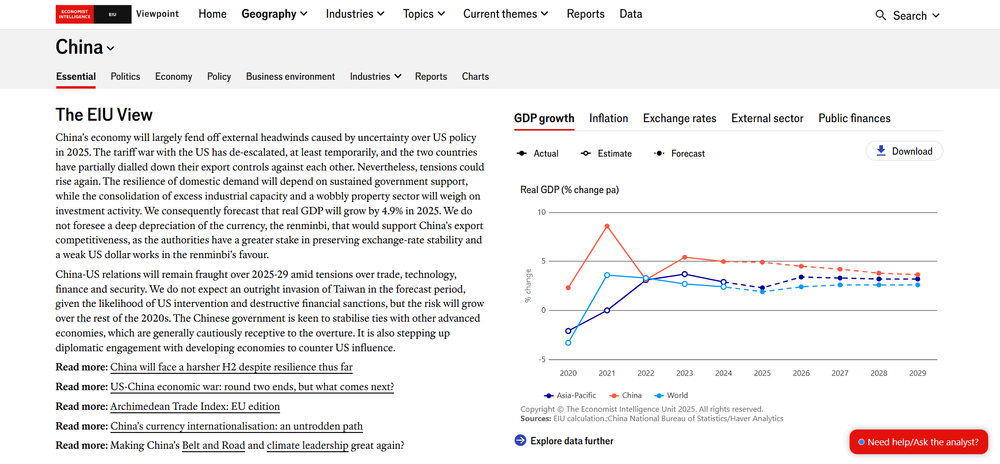 ECONOMIST
INTELLIGENCE
EIU
Viewpoint
Home
Geography
Industries
Topics
Current themes
Reports
Data
Search
China
Essential
Politics
Economy
Policy
Business environment
Industries
Reports
Charts
The EIU View
China’s economy will largely fend off external headwinds caused by uncertainty over US policy
in 2025. The tariff war with the US has de-escalated, at least temporarily, and the two countries
have partially dialled down their export controls against each other. Nevertheless, tensions could
rise again. The resilience of domestic demand will depend on sustained government support,
while the consolidation of excess industrial capacity and a wobbly property sector will weigh on
investment activity. We consequently forecast that real GDP will grow by 4.9% in 2025. We do
not foresee a deep depreciation of the currency, the renminbi, that would support China’s export
competitiveness, as the authorities have a greater stake in preserving exchange-rate stability and
a weak US dollar works in the renminbi’s favour.
China-US relations will remain fraught over 2025-29 amid tensions over trade, technology,
finance and security. We do not expect an outright invasion of Taiwan in the forecast period,
given the likelihood of US intervention and destructive financial sanctions, but the risk will grow
over the rest of the 2020s. The Chinese government is keen to stabilise ties with other advanced
economies, which are generally cautiously receptive to the overture. It is also stepping up
diplomatic engagement with developing economies to counter US influence.
Read more: China will face a harsher H2 despite resilience thus far
Read more: US-China economic war: round two ends, but what comes next?
Read more: Archimedean Trade Index: EU edition
Read more: China’s currency internationalisation: an untrodden path
Read more: Making China’s Belt and Road and climate leadership great again?
GDP growth
Inflation
Exchange rates
External sector
Public finances
Actual
Estimate
Forecast
Download
Real GDP (% change pa)
% change
10
5
0
-5
2020
2021
2022
2023
2024
2025
2026
2027
2028
2029
Asia-Pacific
China
World
Copyright © The Economist Intelligence Unit 2025. All rights reserved.
Sources: EIU calculation.;China National Bureau of Statistics/Haver Analytics
Explore data further
Need help/Ask the analyst?